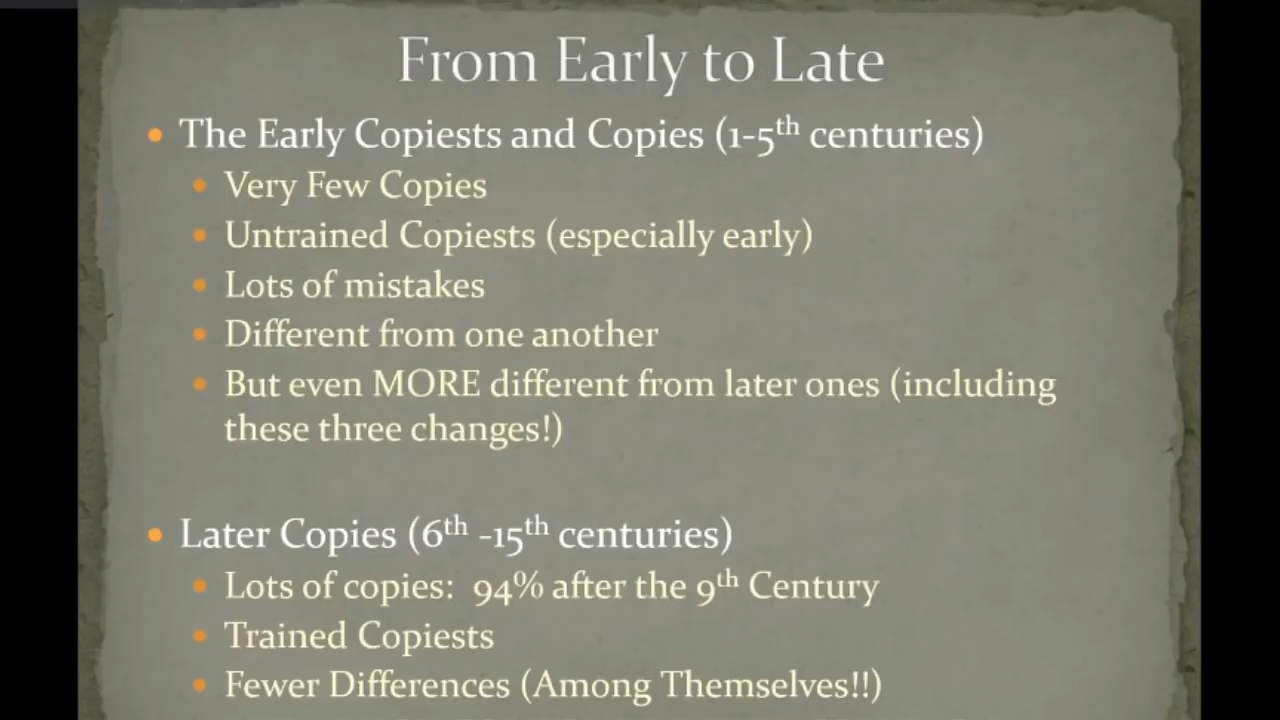 From Early to Late
• The Early Copiests and Copies (1-5th centuries)
• Very Few Copies
• Untrained Copiests (especially early)
• Lots of mistakes
• Different from one another
• But even MORE different from later ones (including
these three changes!)
• Later Copies (6th -15th centuries)
• Lots of copies: 94% after the 9th Century
• Trained Copiests
• Fewer Differences (Among Themselves!!)